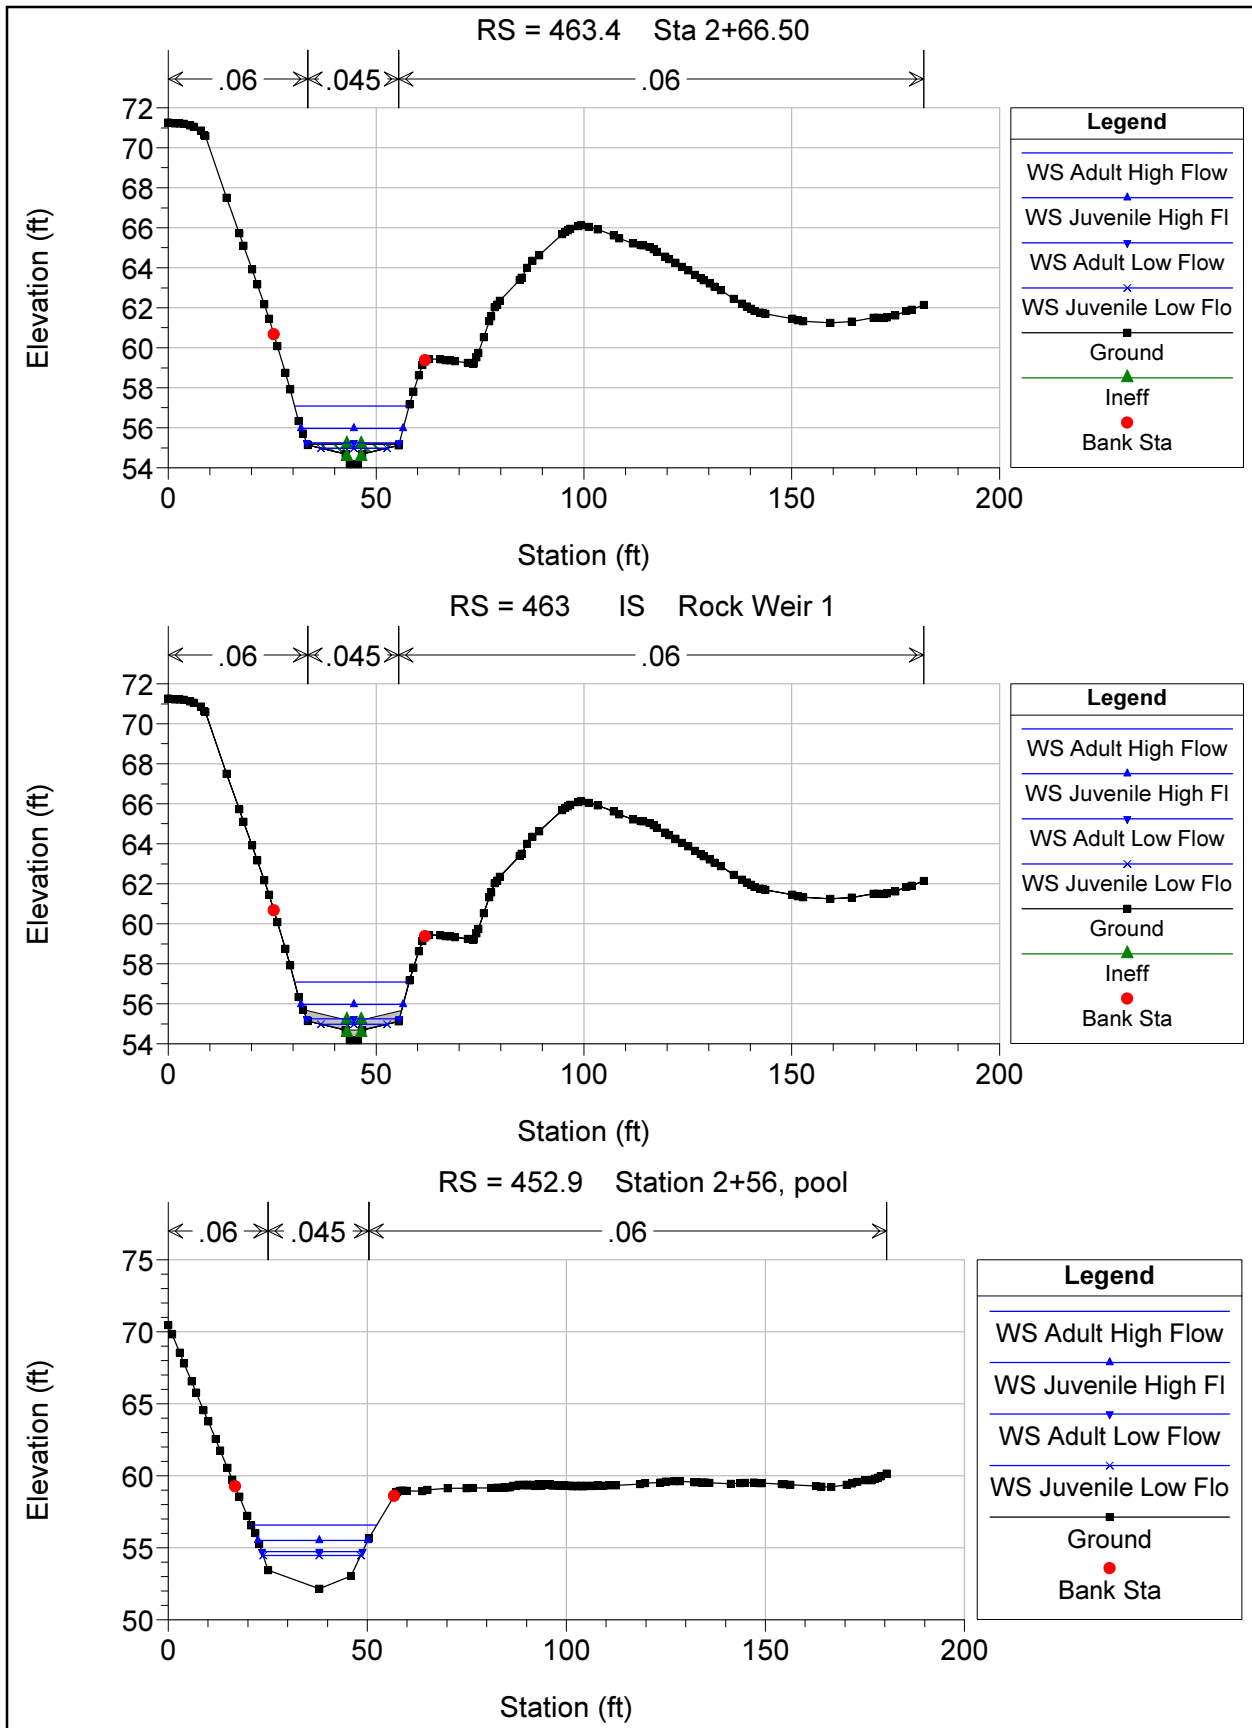 RS = 463.4 Sta 2+66.50
.06 .045 .06
72
70
68
66
64
62
60
58
56
54
0 50 100 150 200
Elevation (ft)
Station (ft)
Legend
WS Adult High Flow
WS Juvenile High Fl
WS Adult Low Flow
WS Juvenile Low Flo
Ground
Ineff
Bank Sta
RS = 463 IS Rock Weir 1
.06 .045 .06
72
70
68
66
64
62
60
58
56
54
0 50 100 150 200
Elevation (ft)
Station (ft)
Legend
WS Adult High Flow
WS Juvenile High Fl
WS Adult Low Flow
WS Juvenile Low Flo
Ground
Ineff
Bank Sta
RS = 452.9 Station 2+56, pool
.06 .045 .06
75
70
65
60
55
50
0 50 100 150 200
Elevation (ft)
Station (ft)
Legend
WS Adult High Flow
WS Juvenile High Fl
WS Adult Low Flow
WS Juvenile Low Flo
Ground
Bank Sta